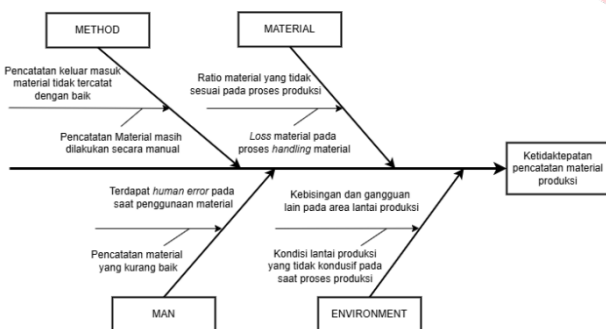 METHOD
MATERIAL
Pencatatan keluar masuk
material tidak tercatat
dengan baik
Pencatatan Material masih
dilakukan secara manual
Ratio material yang tidak
sesuai pada proses produksi
Loss material pada
proses handling material
Ketidaktepatan
pencatatan material
produksi
Terdapat human error pada
saat penggunaan material
Pencatatan material
yang kurang baik
Kebisingan dan gangguan
lain pada area lantai produksi
Kondisi lantai produksi
yang tidak kondusif pada
saat proses produksi
MAN
ENVIRONMENT